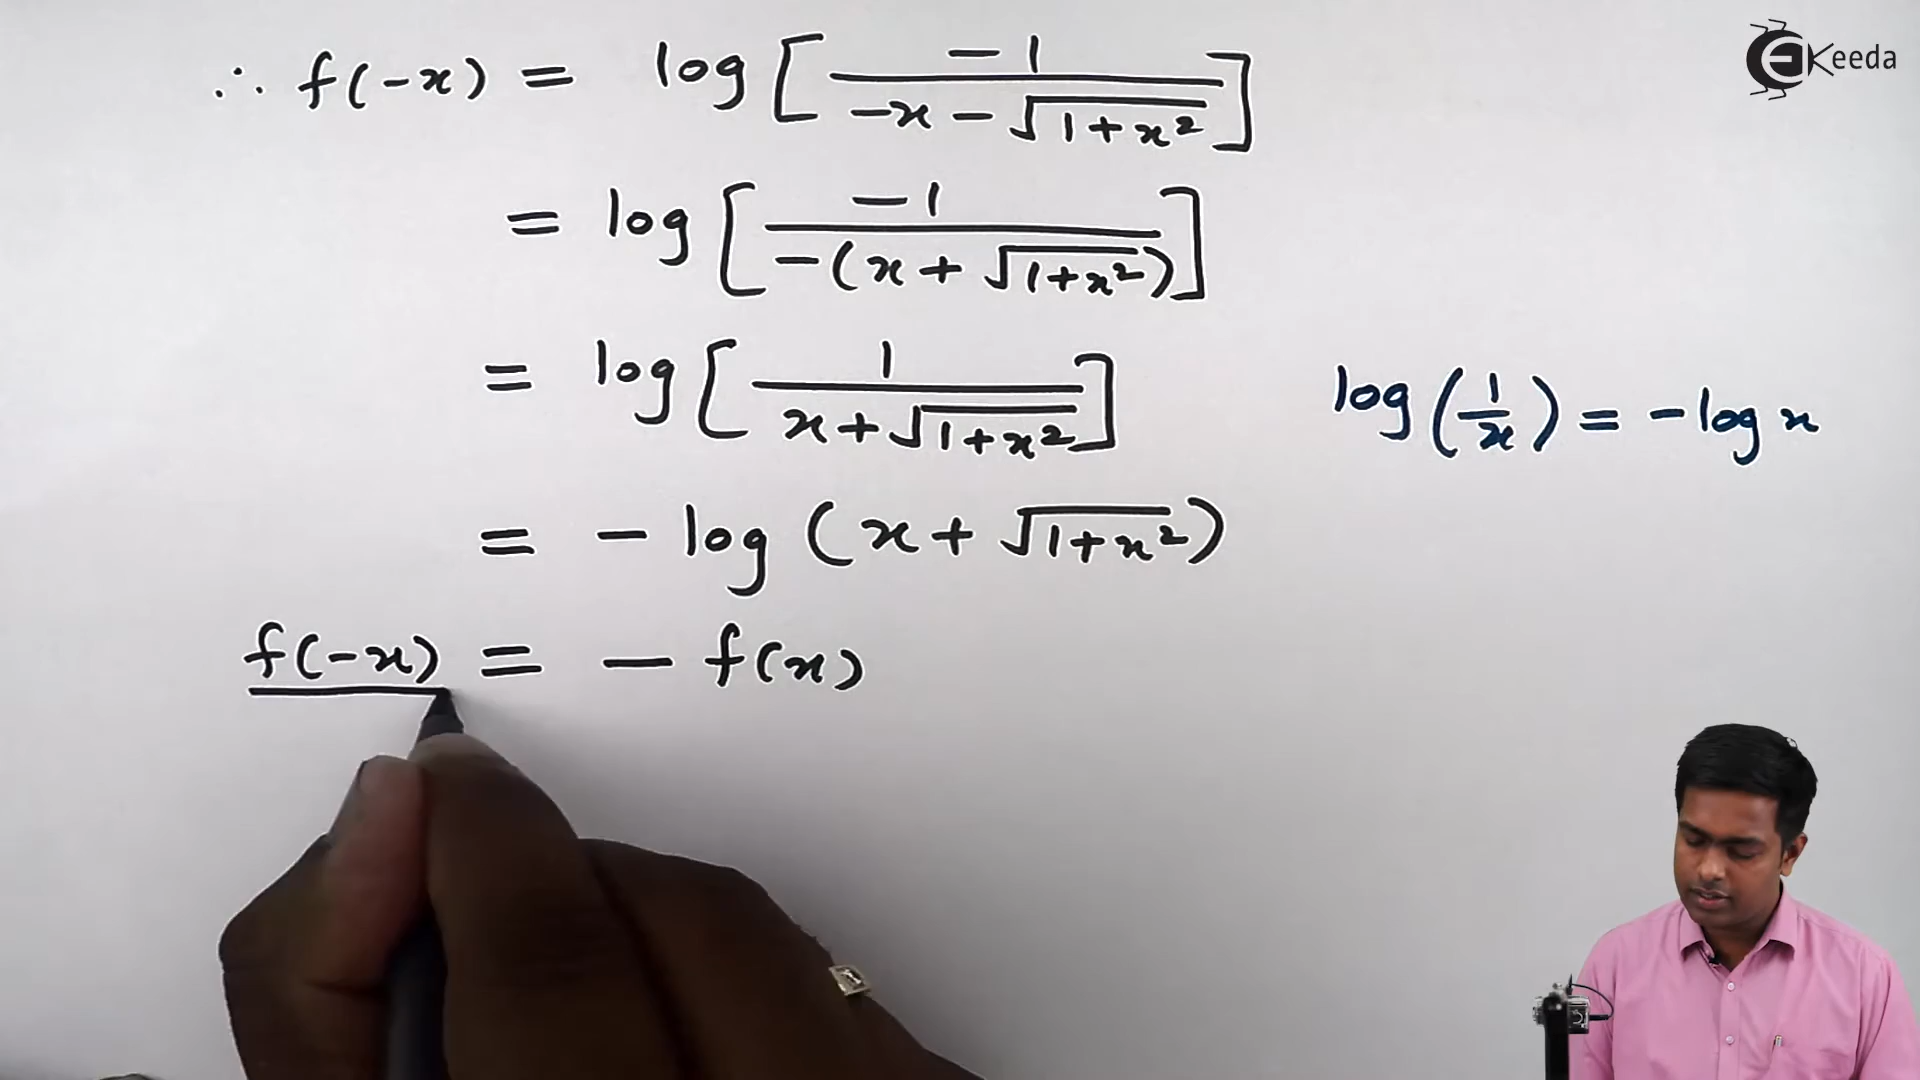 Keeda
∴ f(-x) = log [ -1 / (-x - √(1+x²)) ]
= log [ -1 / (-(x + √(1+x²))) ]
= log [ 1 / (x + √(1+x²)) ]
log (1/x) = - log x
= - log (x + √(1+x²))
f(-x) = - f(x)